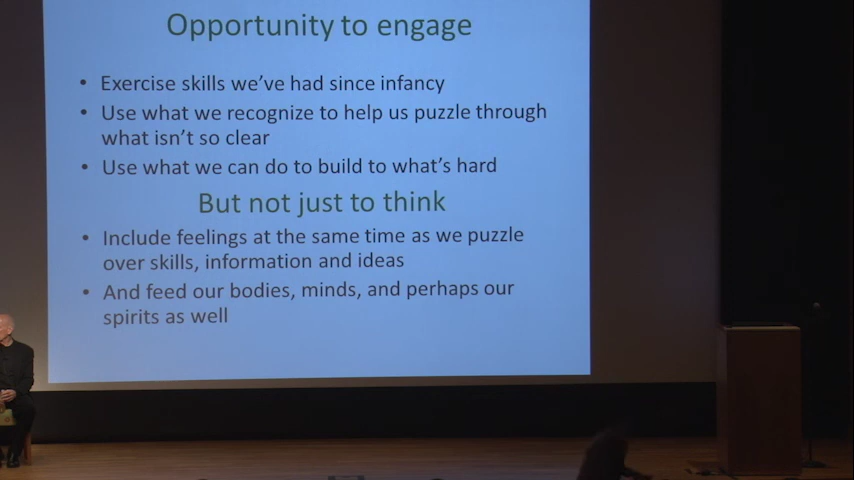 Opportunity to engage
• Exercise skills we've had since infancy
• Use what we recognize to help us puzzle through
what isn't so clear
• Use what we can do to build to what's hard
But not just to think
• Include feelings at the same time as we puzzle
over skills, information and ideas
• And feed our bodies, minds, and perhaps our
spirits as well